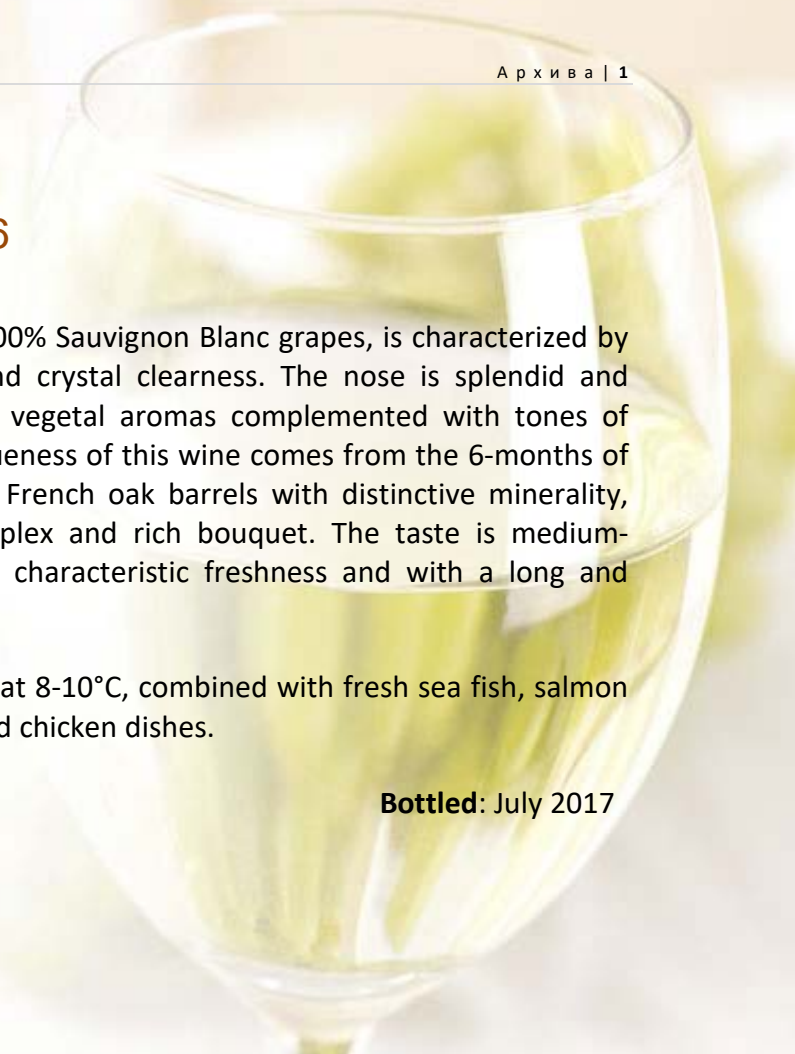 Архива| 1
6
00% Sauvignon Blanc grapes, is characterized by
nd crystal clearness. The nose is splendid and
vegetal aromas complemented with tones of
ueness of this wine comes from the 6-months of
French oak barrels with distinctive minerality,
plex and rich bouquet. The taste is medium-
characteristic freshness and with a long and
at 8-10°C, combined with fresh sea fish, salmon
d chicken dishes.
Bottled: July 2017